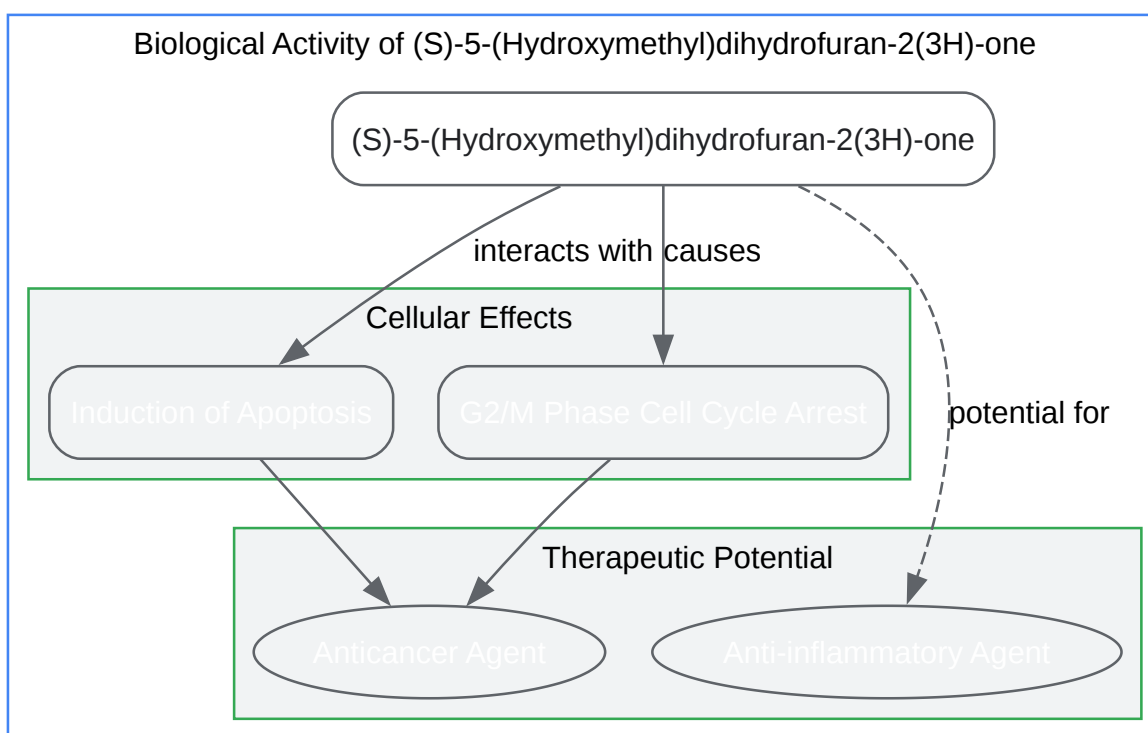 Biological Activity of (S)-5-(Hydroxymethyl)dihydrofuran-2(3H)-one
(S)-5-(Hydroxymethyl)dihydrofuran-2(3H)-one
interacts with
causes
Cellular Effects
Induction of Apoptosis
G2/M Phase Cell Cycle Arrest
potential for
Therapeutic Potential
Anticancer Agent
Anti-inflammatory Agent